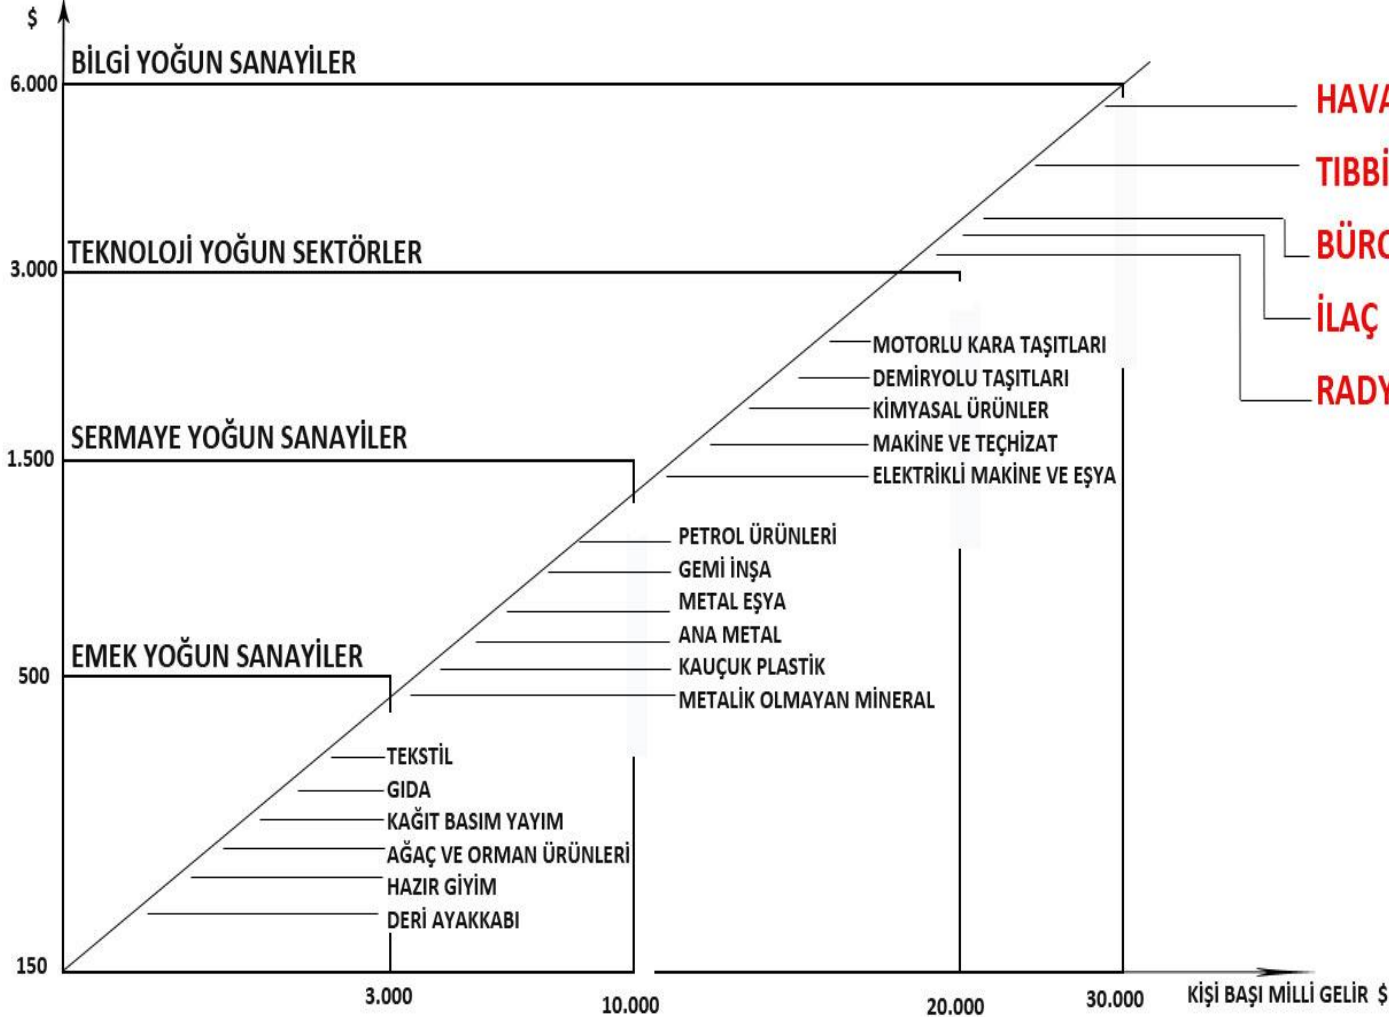 $
BİLGİ YOĞUN SANAYİLER
6.000
HAVA
TIBBİ
BÜRO
TEKNOLOJİ YOĞUN SEKTÖRLER
3.000
İLAÇ
MOTORLU KARA TAŞITLARI
DEMİRYOLU TAŞITLARI
RADY
KİMYASAL ÜRÜNLER
SERMAYE YOĞUN SANAYİLER
MAKİNE VE TEÇHİZAT
1.500
ELEKTRİKLİ MAKİNE VE EŞYA
PETROL ÜRÜNLERİ
GEMİ İNŞA
METAL EŞYA
ANA METAL
EMEK YOĞUN SANAYİLER
KAUÇUK PLASTİK
500
METALİK OLMAYAN MİNERAL
TEKSTİL
GIDA
KAĞIT BASIM YAYIM
AĞAÇ VE ORMAN ÜRÜNLERİ
HAZIR GİYİM
DERİ AYAKKABI
150
3.000
10.000
20.000
30.000
KİŞİ BAŞI MİLLİ GELİR $